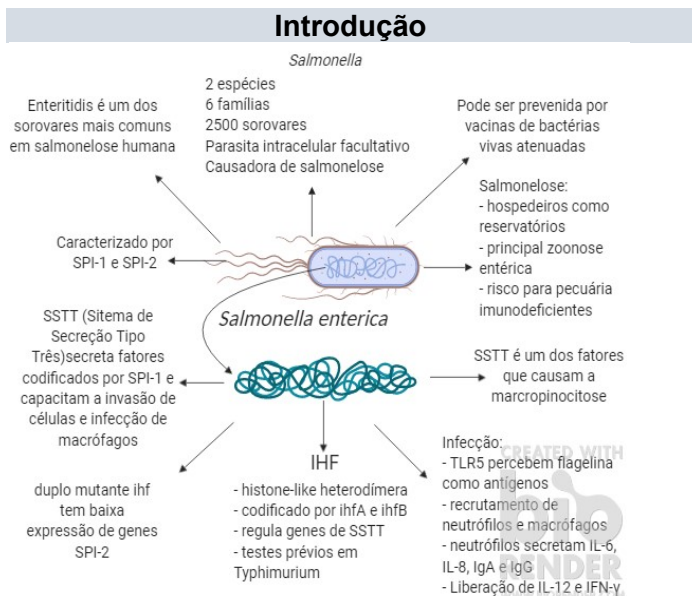 Introdução
Salmonella
2 espécies
6 famílias
2500 sorovares
Parasita intracelular facultativo
Causadora de salmonelose
Enteritidis é um dos
sorovares mais comuns
em salmonelose humana
Pode ser prevenida por
vacinas de bactérias
vivas atenuadas
Caracterizado por
SPI-1 e SPI-2
Salmonelose:
- hospedeiros como
reservatórios
- principal zoonose
entérica
- risco para pecuária
imunodeficientes
Salmonella enterica
SSTT (Sitema de
Secreção Tipo
Três)secreta fatores
codificados por SPI-1 e
capacitam a invasão de
células e infecção de
macrófagos
SSTT é um dos fatores
que causam a
marcropinocitose
duplo mutante ihf
tem baixa
expressão de genes
SPI-2
IHF
- histone-like heterodímera
- codificado por ihfA e ihfB
- regula genes de SSTT
- testes prévios em
Typhimurium
Infecção:
- TLR5 percebem flagelina
como antígenos
- recrutamento de
neutrófilos e macrófagos
- neutrófilos secretam IL-6,
IL-8, IgA e IgG
- Liberação de IL-12 e IFN-γ
CREATED WITH
bio
RENDER